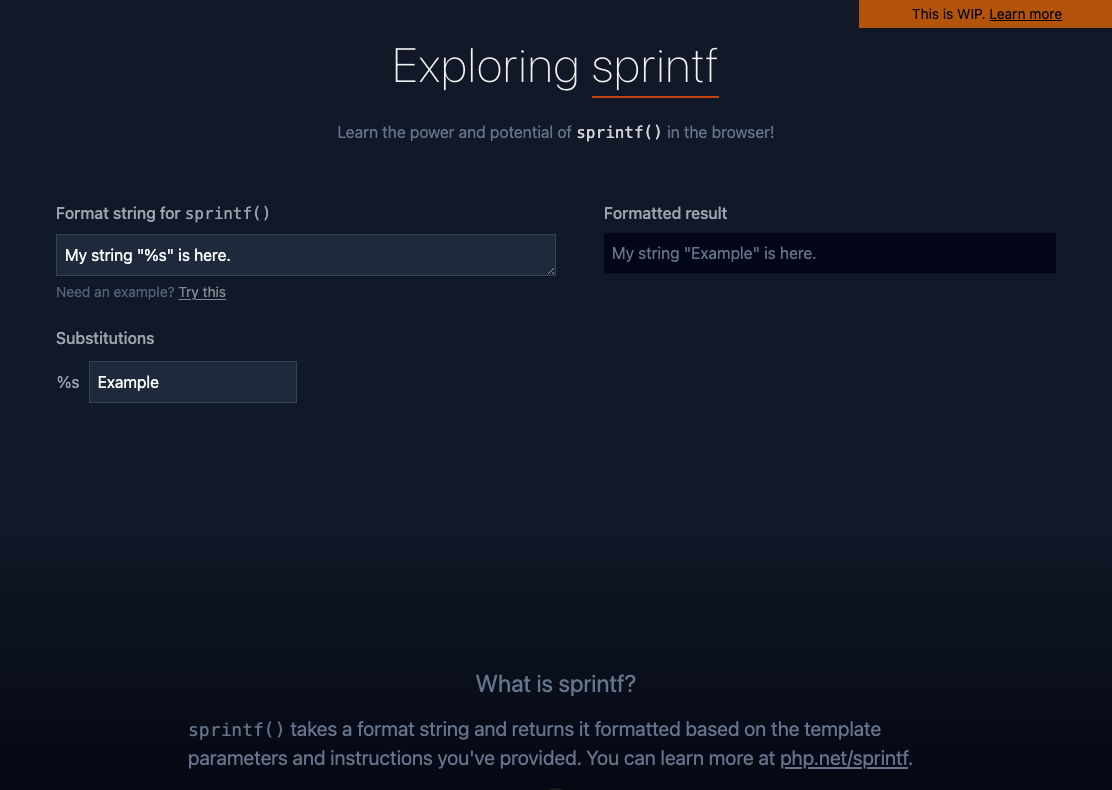 This is WIP. Learn more
Exploring sprintf
Learn the power and potential of sprintf() in the browser!
Format string for sprintf()
My string "%s" is here.
Need an example? Try this
Formatted result
My string "Example" is here.
Substitutions
%s Example
What is sprintf?
sprintf() takes a format string and returns it formatted based on the template
parameters and instructions you've provided. You can learn more at php.net/sprintf.